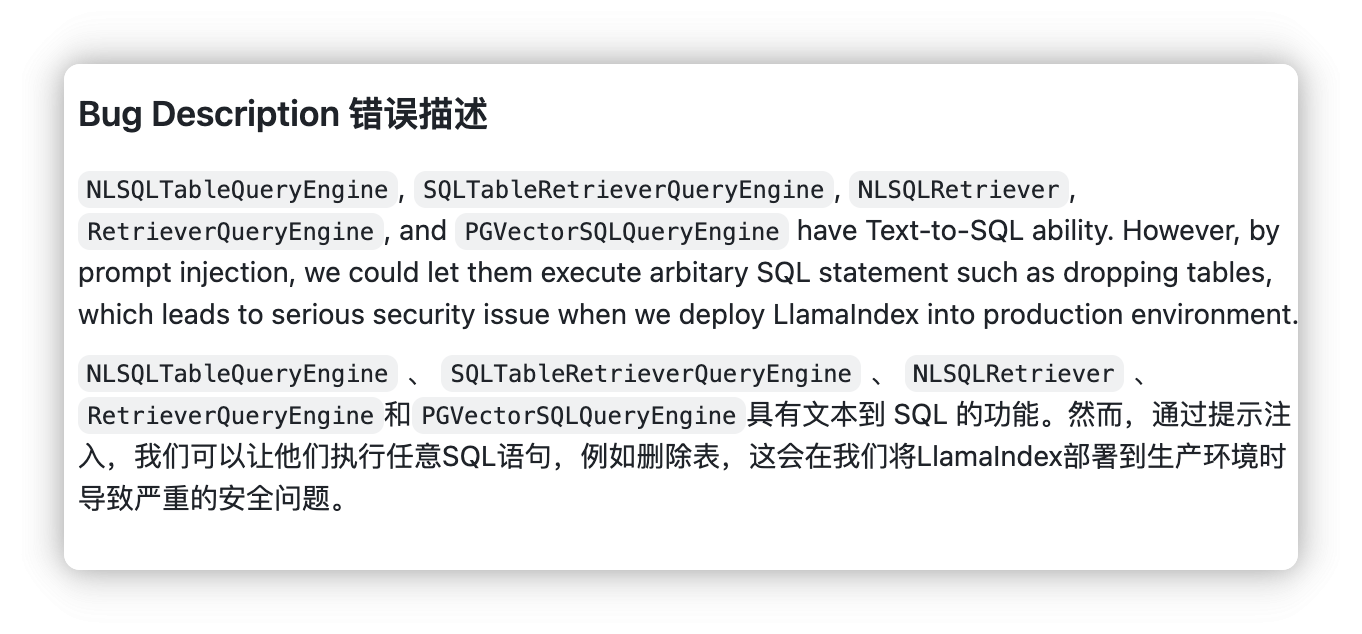 Bug Description 错误描述
NLSQLTableQueryEngine, SQLTableRetrieverQueryEngine, NLSQLRetriever,
RetrieverQueryEngine, and PGVectorSQLQueryEngine have Text-to-SQL ability. However, by
prompt injection, we could let them execute arbitary SQL statement such as dropping tables,
which leads to serious security issue when we deploy LlamaIndex into production environment.
NLSQLTableQueryEngine 、 SQLTableRetrieverQueryEngine 、 NLSQLRetriever 、
RetrieverQueryEngine和PGVectorSQLQueryEngine具有文本到 SQL 的功能。然而，通过提示注
入，我们可以让他们执行任意SQL语句，例如删除表，这会在我们将LlamaIndex部署到生产环境时
导致严重的安全问题。